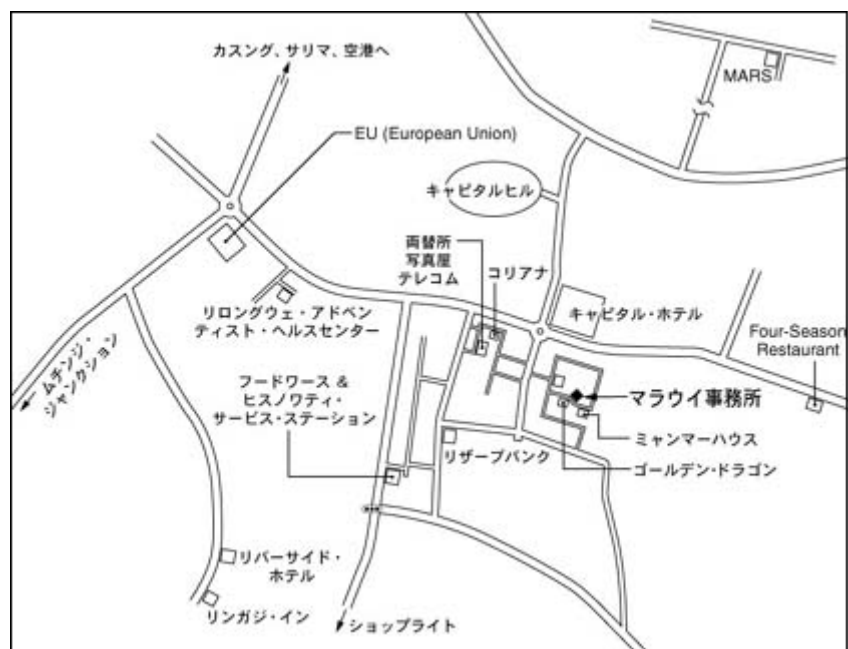 カスング、サリマ、空港へ
MARS
EU (European Union)
キャピタルヒル
両替所
写真屋
テレコム
コリアナ
リロングウェ・アドベン
ティスト・ヘルスセンター
キャピタル・ホテル
Four-Season
Restaurant
ムチンジ・
ジャンクション
フードワース &
ヒスノワティ・
サービス・ステーション
マラウイ事務所
ミャンマーハウス
リザーブバンク
ゴールデン・ドラゴン
リバーサイド・
ホテル
リンガジ・イン
ショップライト